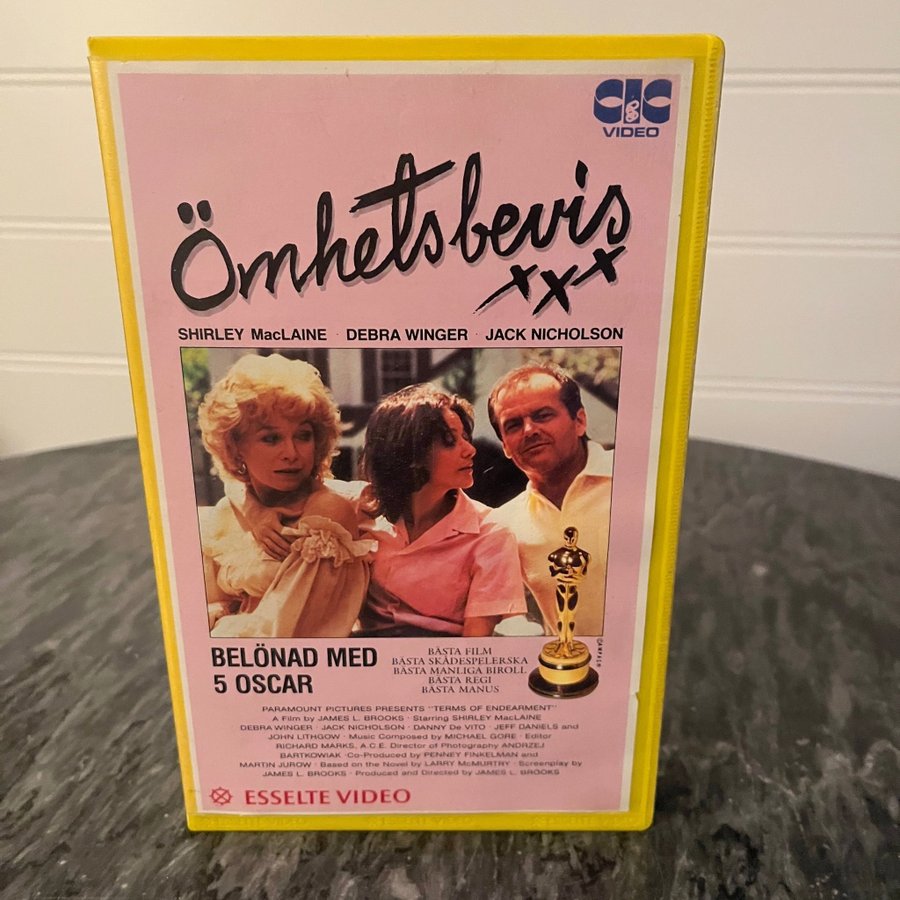 CIC
VIDEO
Ömhetsbevis
xxx
SHIRLEY MacLAINE · DEBRA WINGER · JACK NICHOLSON
BELÖNAD MED
5 OSCAR
BÄSTA FILM
BÄSTA SKÅDESPELERSKA
BÄSTA MANLIGA BIROLL
BÄSTA REGI
BÄSTA MANUS
PARAMOUNT PICTURES PRESENTS "TERMS OF ENDEARMENT"
A Film by JAMES L. BROOKS · Starring SHIRLEY MacLAINE
DEBRA WINGER · JACK NICHOLSON · DANNY De VITO · JEFF DANIELS and
JOHN LITHGOW · Music Composed by MICHAEL GORE · Editor
RICHARD MARKS, A.C.E. Director of Photography ANDRZEJ
BARTKOWIAK · Co-Produced by PENNEY FINKELMAN and
MARTIN JUROW · Based on the Novel by LARRY McMURTRY · Screenplay by
JAMES L. BROOKS · Produced and Directed by JAMES L. BROOKS
ESSELTE VIDEO